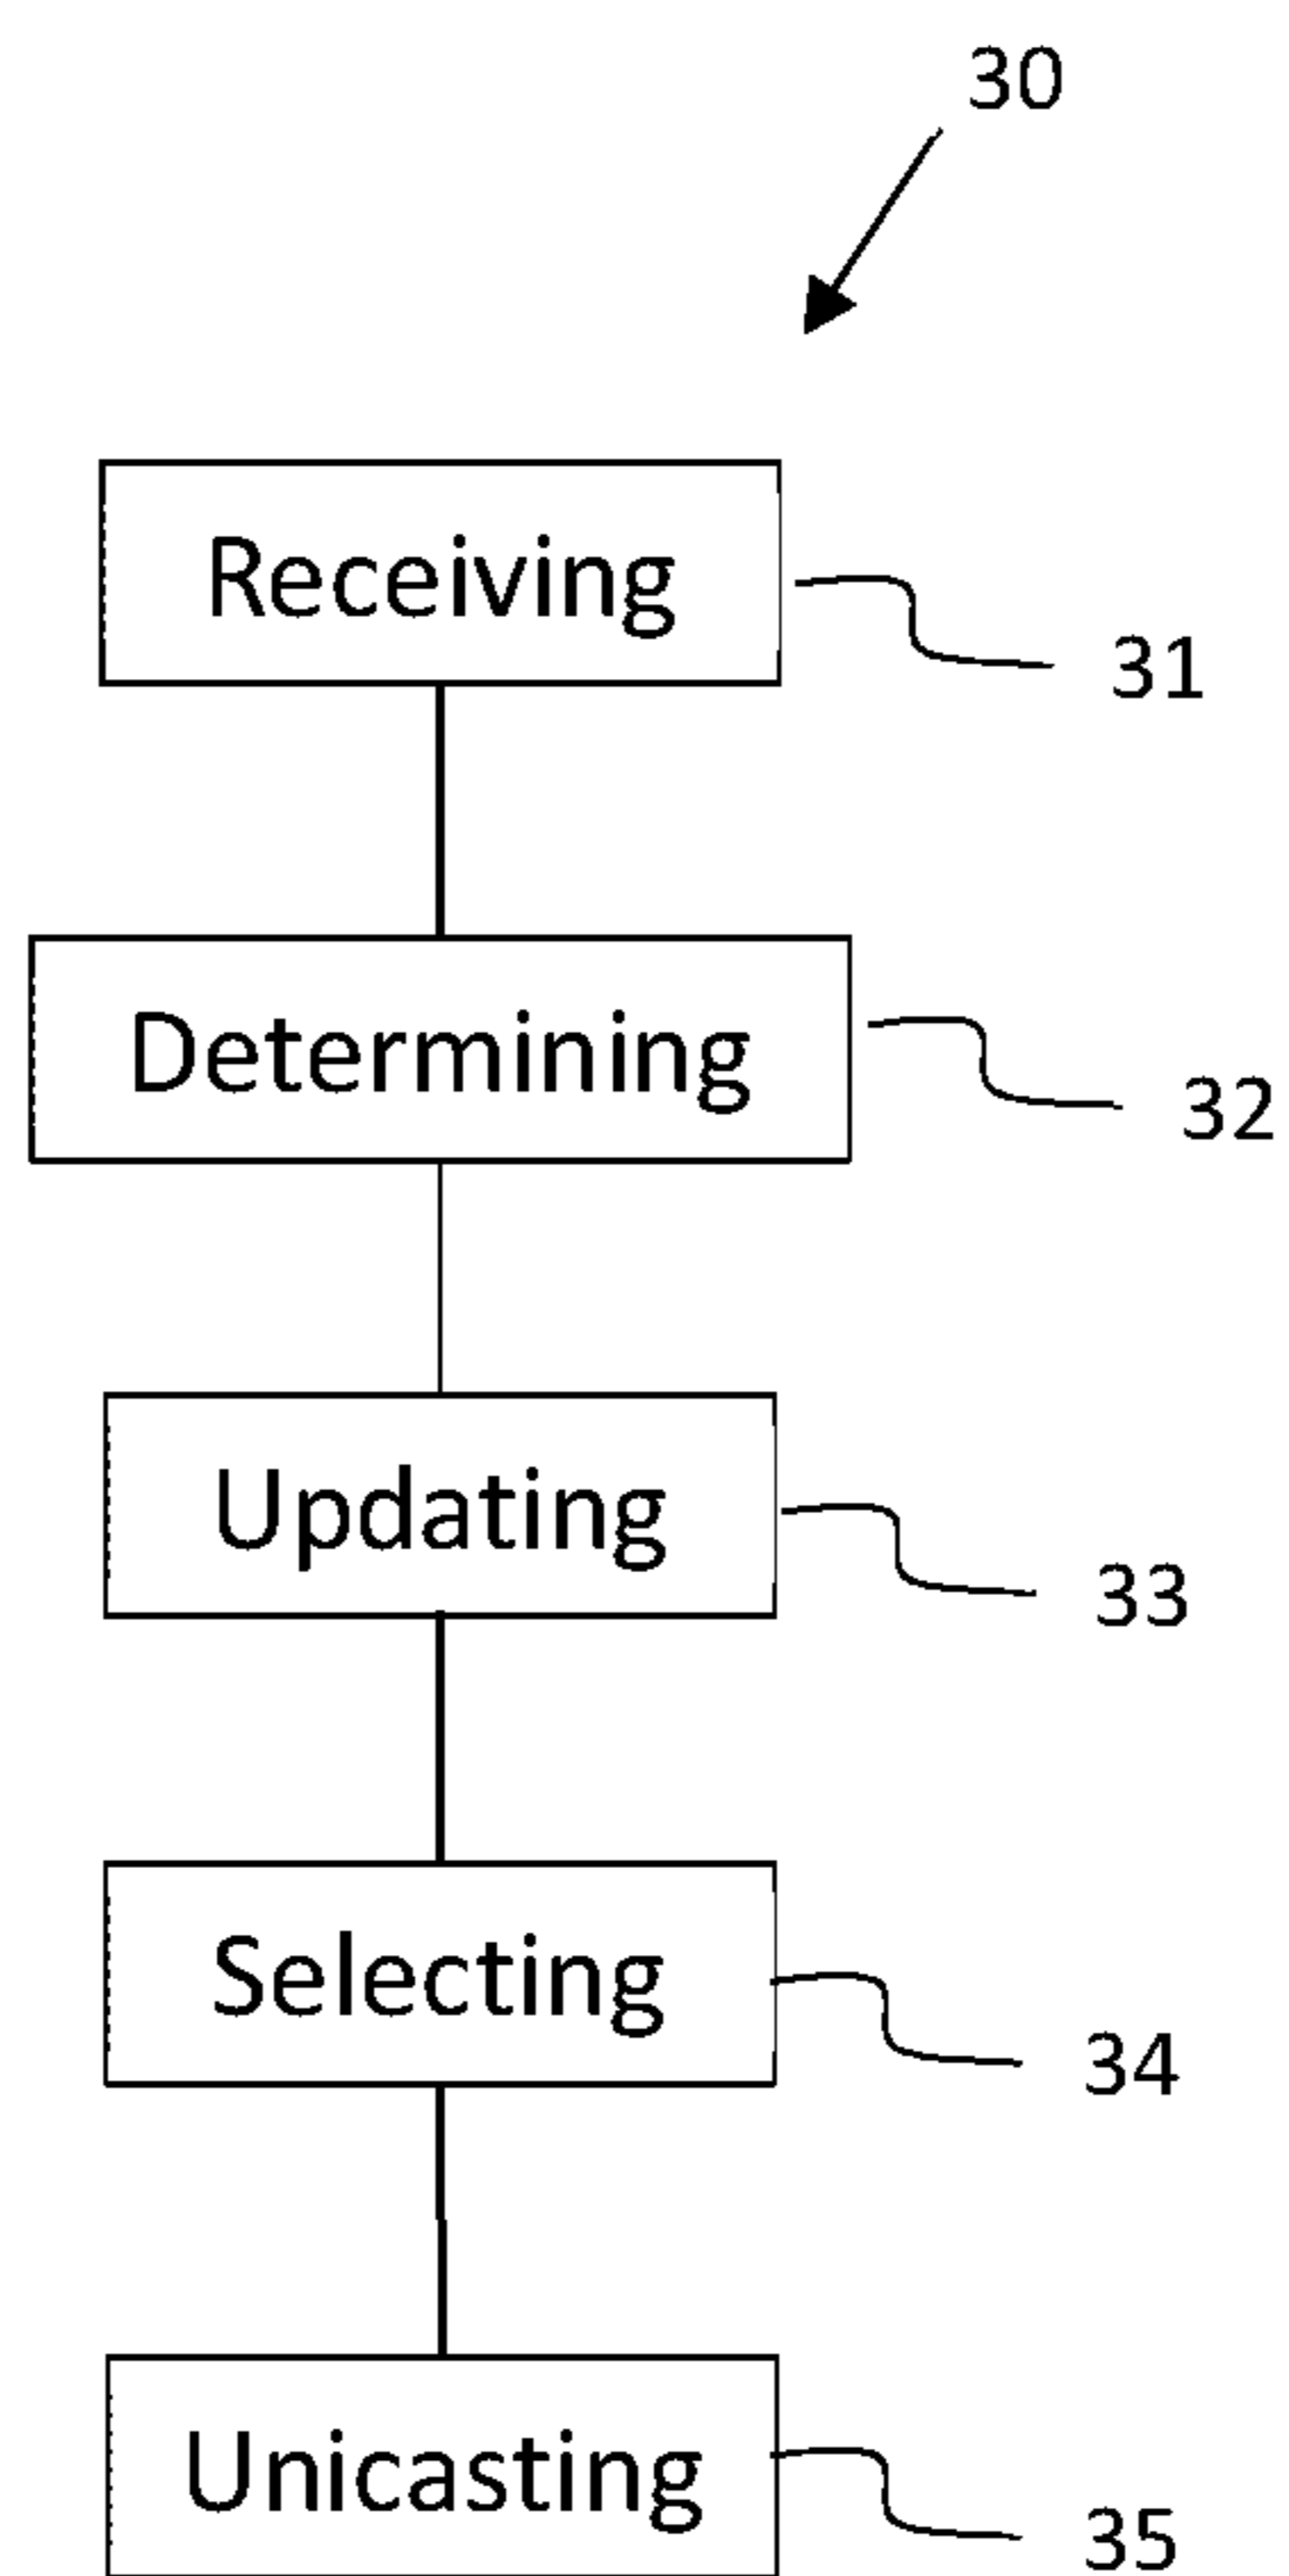 30
Receiving
31
Determining
32
Updating
33
Selecting
34
Unicasting
35